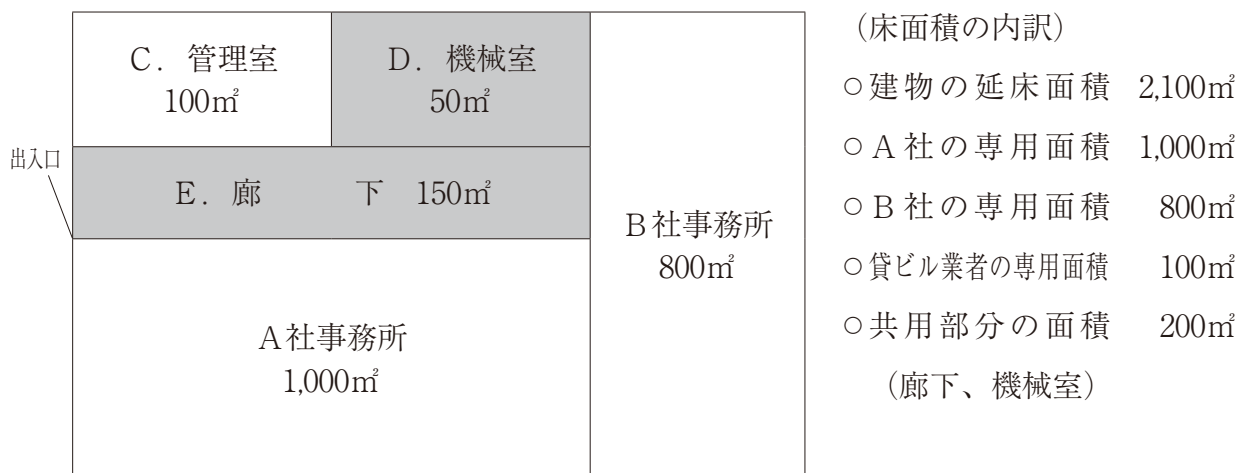 C．管理室
100㎡
D．機械室
50㎡
出入口
E．廊　　下　150㎡
B社事務所
800㎡
A社事務所
1,000㎡
（床面積の内訳）
○建物の延床面積　2,100㎡
○A社の専用面積　1,000㎡
○B社の専用面積　800㎡
○貸ビル業者の専用面積　100㎡
○共用部分の面積　200㎡
（廊下、機械室）